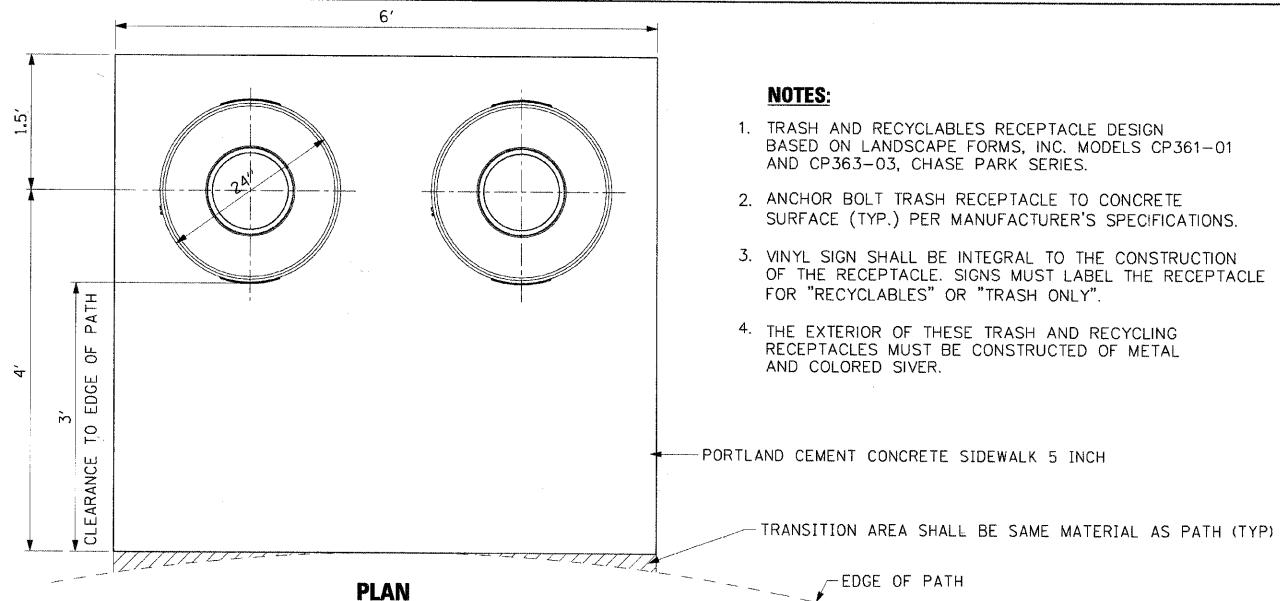 6'
1.5'
24"
4'
3'
CLEARANCE TO EDGE OF PATH
NOTES:
1. TRASH AND RECYCLABLES RECEPTACLE DESIGN
BASED ON LANDSCAPE FORMS, INC. MODELS CP361-01
AND CP363-03, CHASE PARK SERIES.
2. ANCHOR BOLT TRASH RECEPTACLE TO CONCRETE
SURFACE (TYP.) PER MANUFACTURER'S SPECIFICATIONS.
3. VINYL SIGN SHALL BE INTEGRAL TO THE CONSTRUCTION
OF THE RECEPTACLE. SIGNS MUST LABEL THE RECEPTACLE
FOR "RECYCLABLES" OR "TRASH ONLY".
4. THE EXTERIOR OF THESE TRASH AND RECYCLING
RECEPTACLES MUST BE CONSTRUCTED OF METAL
AND COLORED SIVER.
PORTLAND CEMENT CONCRETE SIDEWALK 5 INCH
TRANSITION AREA SHALL BE SAME MATERIAL AS PATH (TYP)
EDGE OF PATH
PLAN